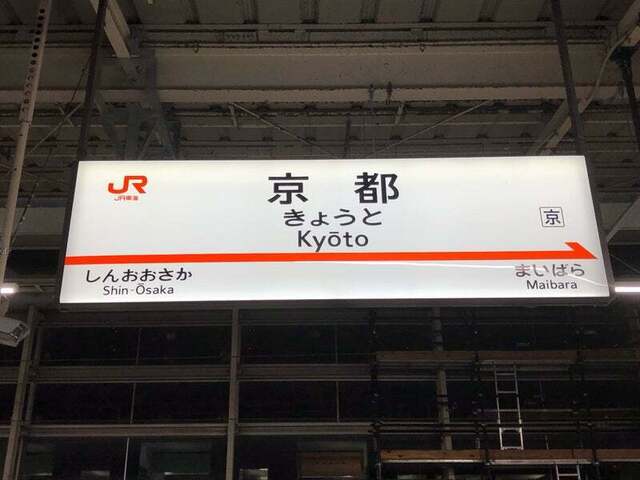 JR
JR東海
京都
きょうと
Kyōto
京
しんおおさか
Shin-Ōsaka
まいばら
Maibara